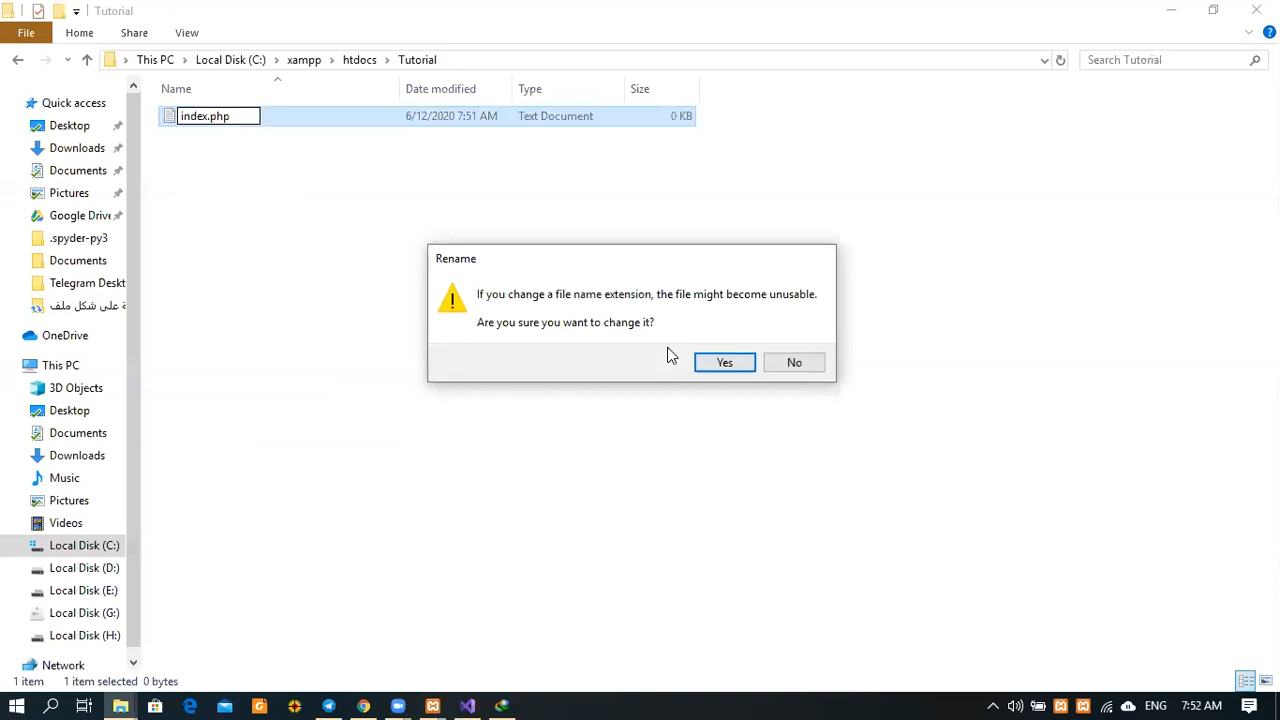 Tutorial
File Home Share View
This PC Local Disk (C:) xampp htdocs Tutorial
Search Tutorial
Name Date modified Type Size
index.php 6/12/2020 7:51 AM Text Document 0 KB
Quick access
Desktop
Downloads
Documents
Pictures
Google Drive
.spyder-py3
Documents
Telegram Deskt
ة على شكل ملف
OneDrive
This PC
3D Objects
Desktop
Documents
Downloads
Music
Pictures
Videos
Local Disk (C:)
Local Disk (D:)
Local Disk (E:)
Local Disk (G:)
Local Disk (H:)
Network
Rename
If you change a file name extension, the file might become unusable.
Are you sure you want to change it?
Yes No
1 item 1 item selected 0 bytes
ENG 7:52 AM